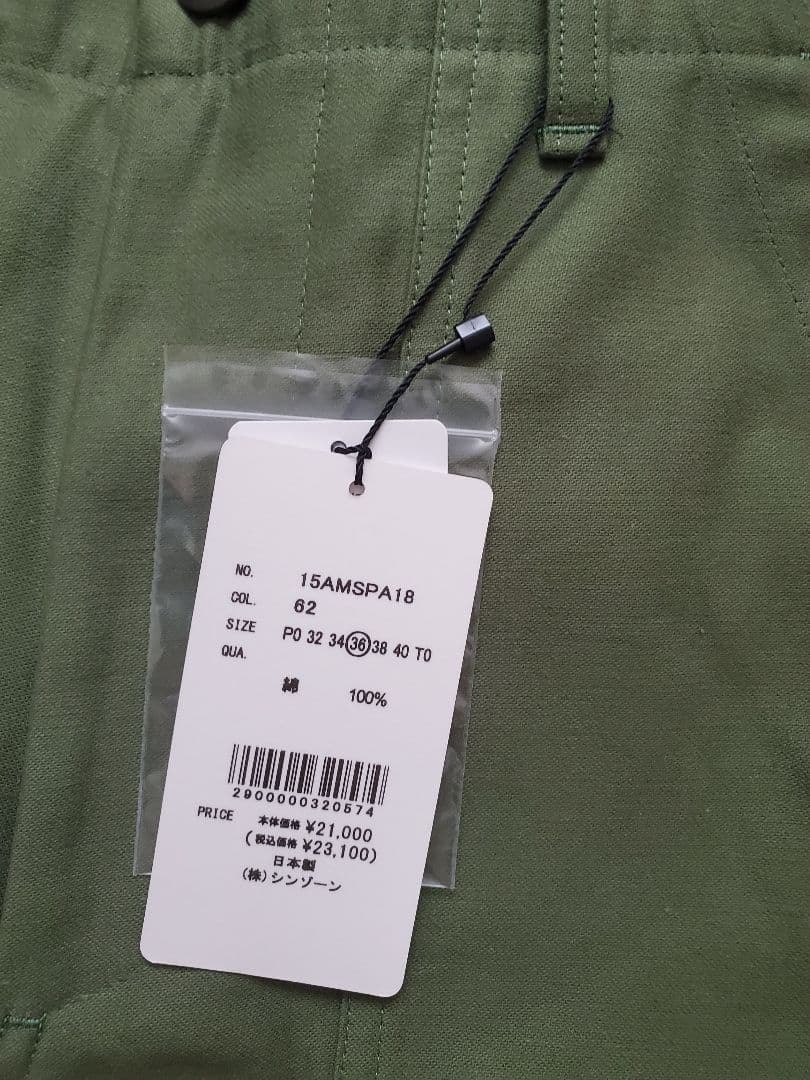 NO. 15AMSPA18
COL. 62
SIZE P0 32 34 36 38 40 T0
QUA.
綿 100%
2900000320574
PRICE 本体価格 ¥21,000
(税込価格 ¥23,100)
日本製
(株)シンゾーン